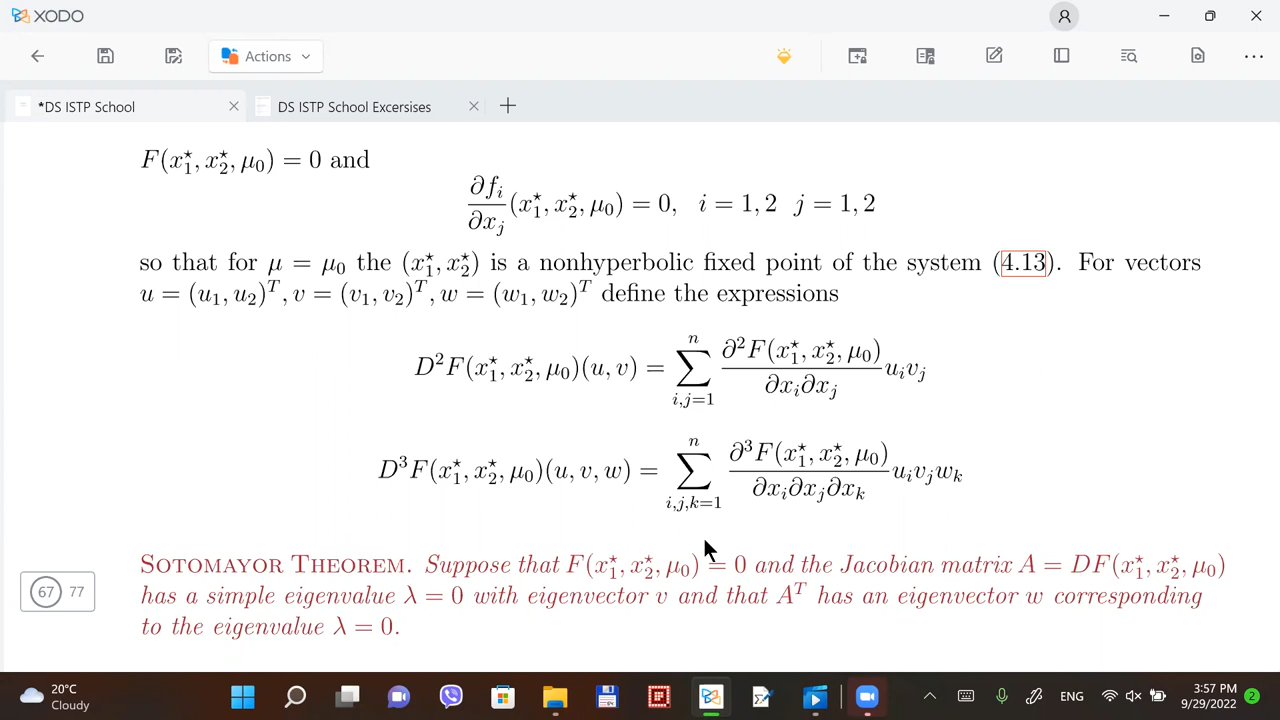 XODO
Actions
*DS ISTP School
DS ISTP School Excersises
F(x₁*, x₂*, μ₀) = 0 and
∂fᵢ/∂xⱼ (x₁*, x₂*, μ₀) = 0, i = 1, 2 j = 1, 2
so that for μ = μ₀ the (x₁*, x₂*) is a nonhyperbolic fixed point of the system (4.13). For vectors
u = (u₁, u₂)ᵀ, v = (v₁, v₂)ᵀ, w = (w₁, w₂)ᵀ define the expressions
D²F(x₁*, x₂*, μ₀)(u, v) = ∑ⁿᵢ,ⱼ₌₁ ∂²F(x₁*, x₂*, μ₀)/∂xᵢ∂xⱼ uᵢvⱼ
D³F(x₁*, x₂*, μ₀)(u, v, w) = ∑ⁿᵢ,ⱼ,ₖ₌₁ ∂³F(x₁*, x₂*, μ₀)/∂xᵢ∂xⱼ∂xₖ uᵢvⱼwₖ
SOTOMAYOR THEOREM. Suppose that F(x₁*, x₂*, μ₀) = 0 and the Jacobian matrix A = DF(x₁*, x₂*, μ₀)
has a simple eigenvalue λ = 0 with eigenvector v and that Aᵀ has an eigenvector w corresponding
to the eigenvalue λ = 0.
67 77
20°C
Cloudy
ENG
3:57 PM
9/29/2022
2